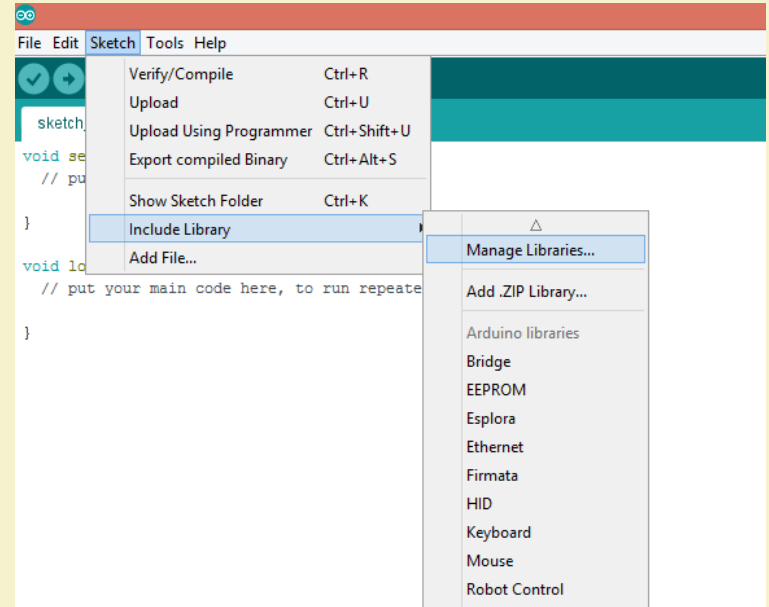 File Edit Sketch Tools Help
Verify/Compile Ctrl+R
Upload Ctrl+U
Upload Using Programmer Ctrl+Shift+U
Export compiled Binary Ctrl+Alt+S
Show Sketch Folder Ctrl+K
Include Library
Add File...
sketch_
void se
// pu
}
void lo
// put your main code here, to run repeate
}
Manage Libraries...
Add .ZIP Library...
Arduino libraries
Bridge
EEPROM
Esplora
Ethernet
Firmata
HID
Keyboard
Mouse
Robot Control